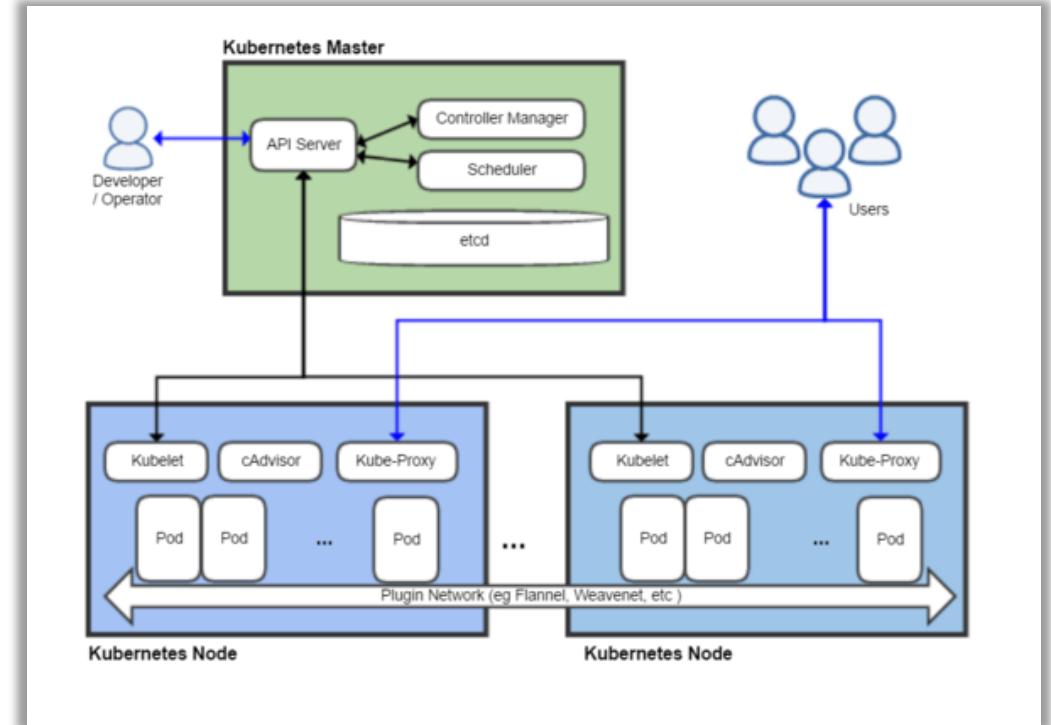 Kubernetes Master
Controller Manager
API Server
Scheduler
Developer
/ Operator
etcd
Users
Kubelet
cAdvisor
Kube-Proxy
Kubelet
cAdvisor
Kube-Proxy
Pod
Pod
...
Pod
...
Pod
Pod
...
Pod
Plugin Network (eg Flannel, Weavenet, etc )
Kubernetes Node
Kubernetes Node